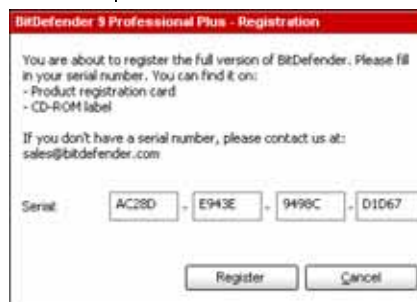 BitDefender 9 Professional Plus - Registration
You are about to register the full version of BitDefender. Please fill
in your serial number. You can find it on:
- Product registration card
- CD-ROM label
If you don't have a serial number, please contact us at:
sales@bitdefender.com
Serial: AC28D - E943E - 9498C - D1D67
Register Cancel